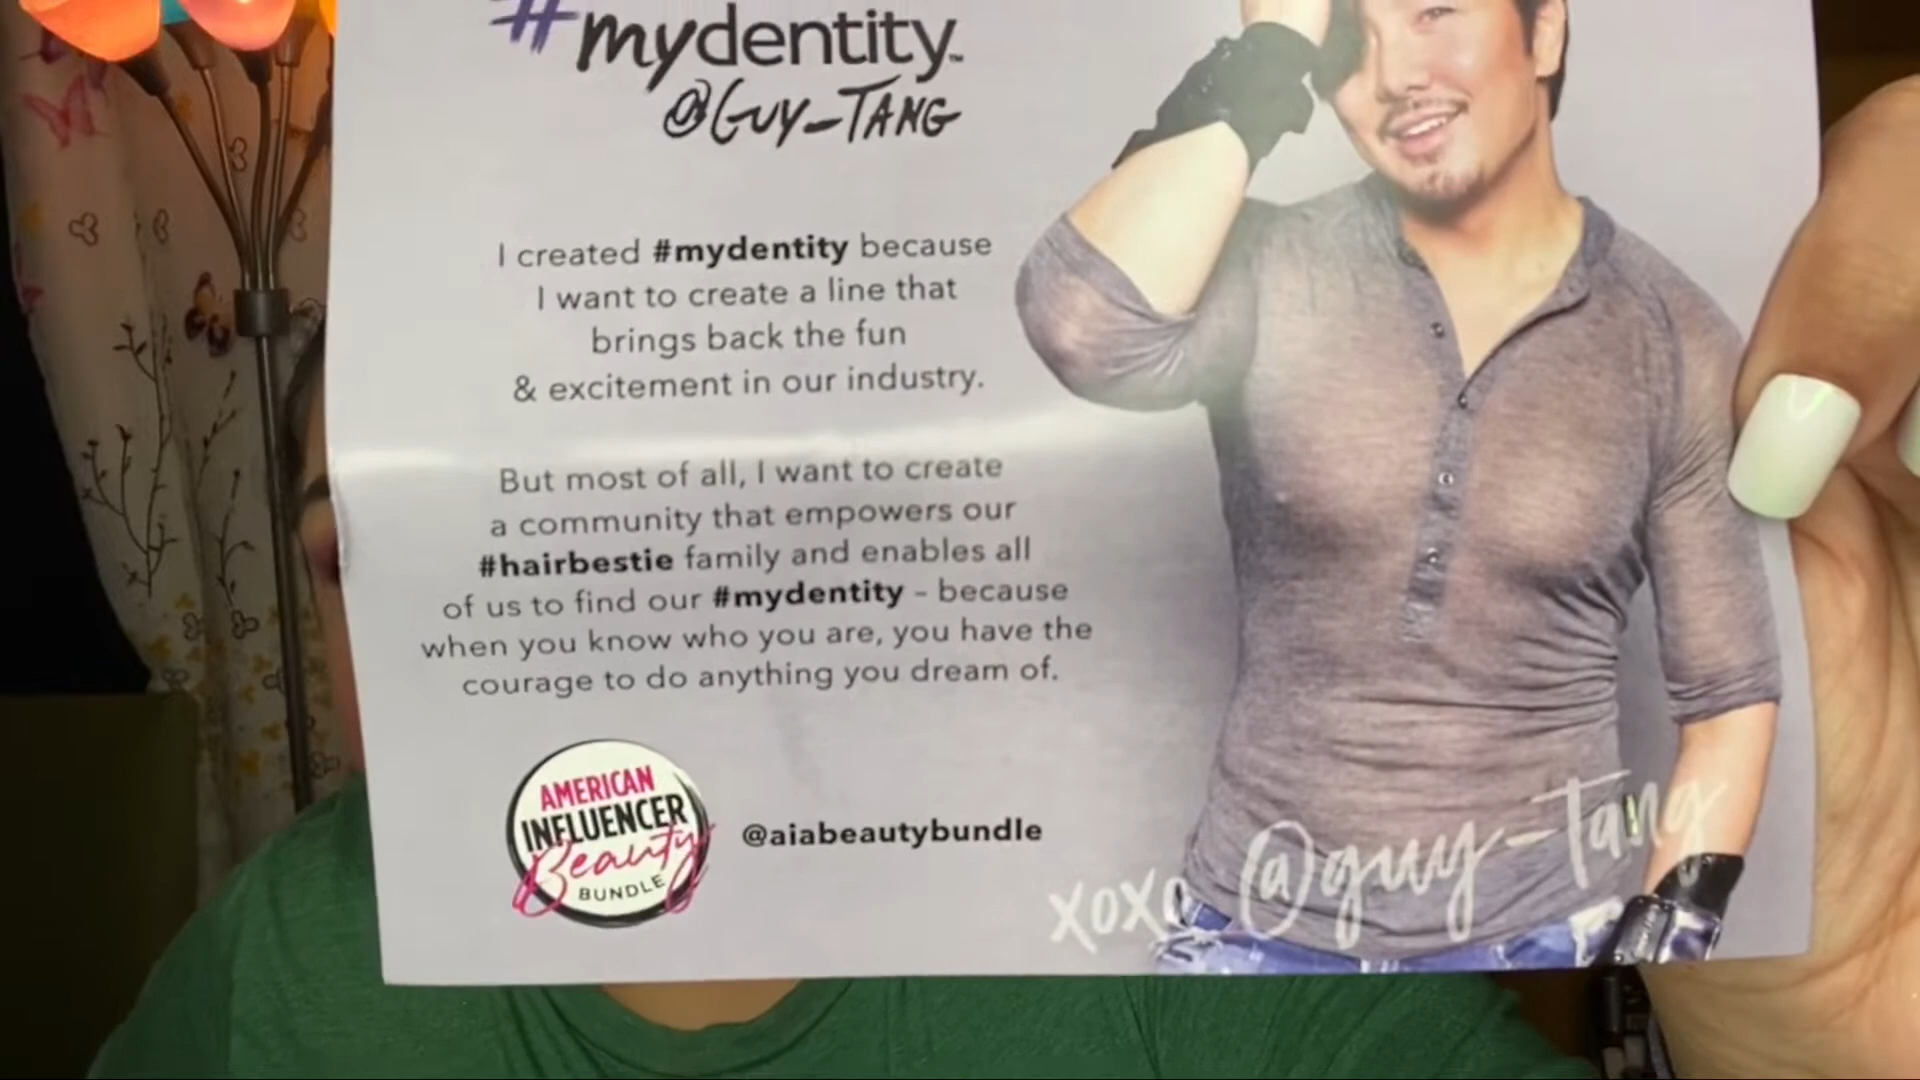 #mydentity™
@GUY-TANG
I created #mydentity because
I want to create a line that
brings back the fun
& excitement in our industry.
But most of all, I want to create
a community that empowers our
#hairbestie family and enables all
of us to find our #mydentity – because
when you know who you are, you have the
courage to do anything you dream of.
AMERICAN
INFLUENCER
Beauty
BUNDLE
@aiabeautybundle
xoxo @guy-Tang